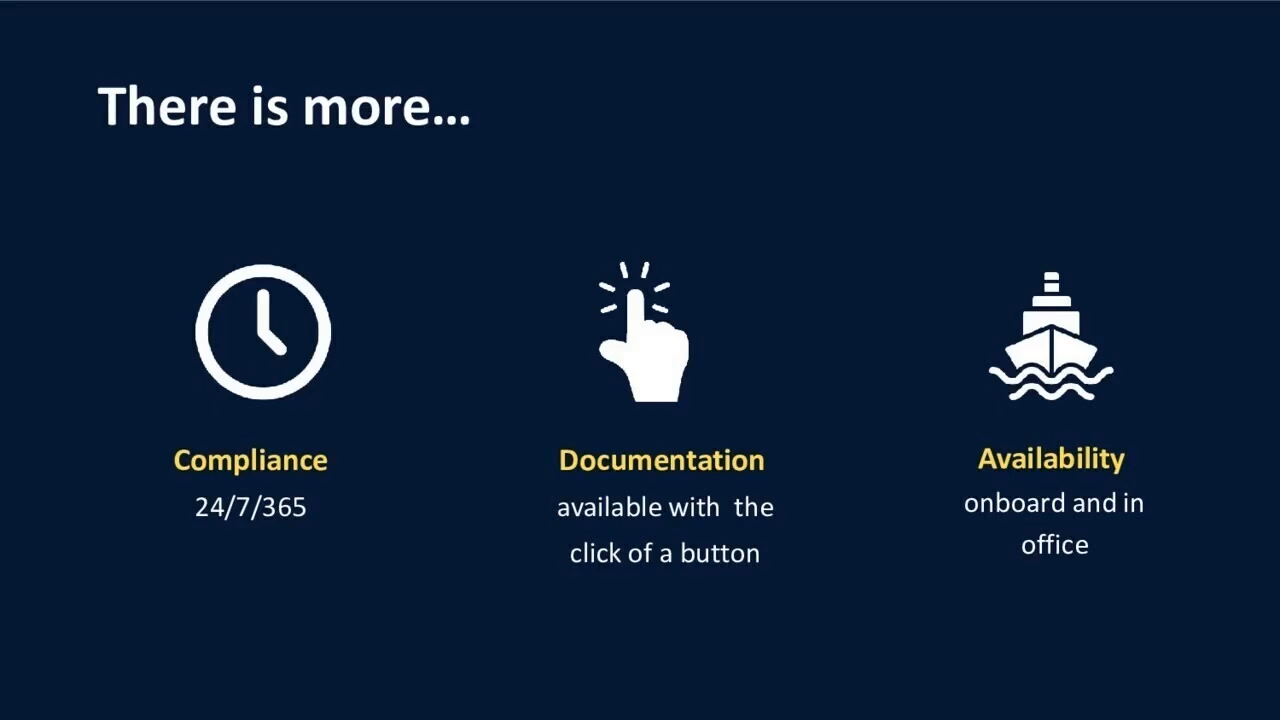 There is more...
Compliance
24/7/365
Documentation
available with the
click of a button
Availability
onboard and in
office